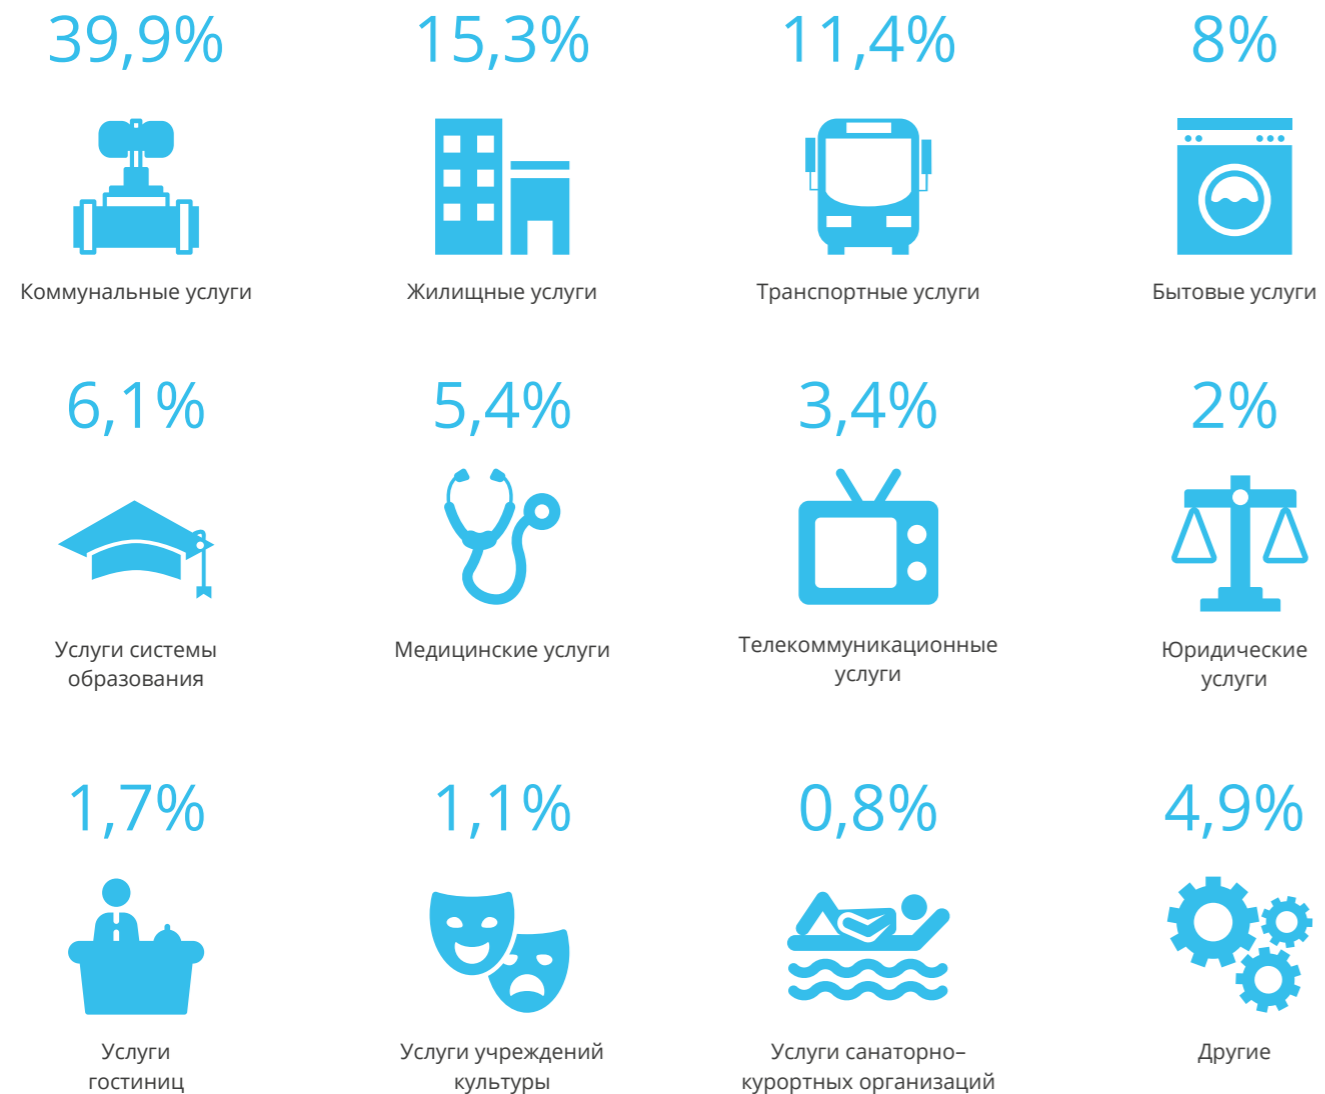 39,9%
15,3%
11,4%
8%
Коммунальные услуги
Жилищные услуги
Транспортные услуги
Бытовые услуги
6,1%
5,4%
3,4%
2%
Услуги системы
образования
Медицинские услуги
Телекоммуникационные
услуги
Юридические
услуги
1,7%
1,1%
0,8%
4,9%
Услуги
гостиниц
Услуги учреждений
культуры
Услуги санаторно–
курортных организаций
Другие